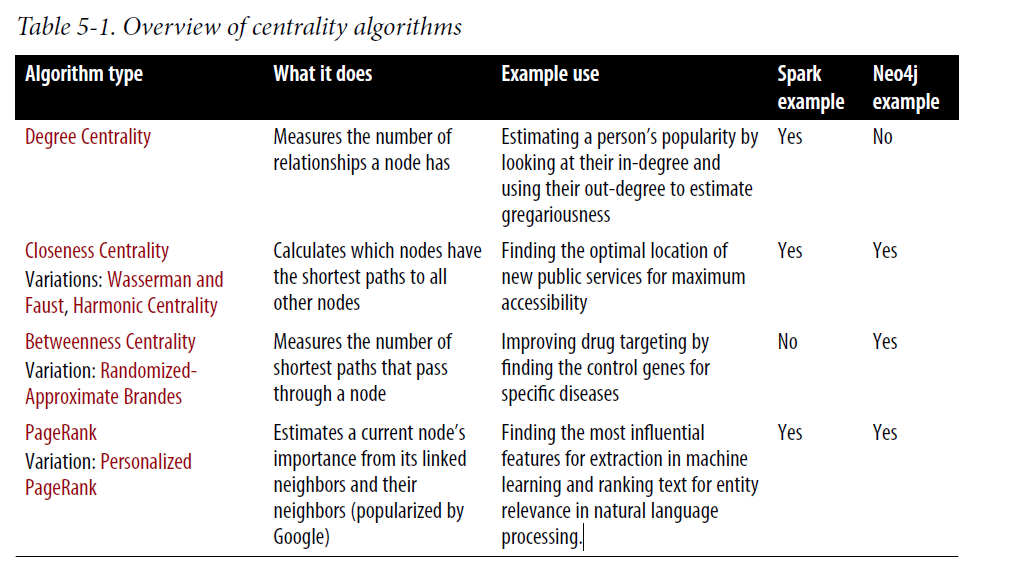 Table 5-1. Overview of centrality algorithms
Algorithm type What it does Example use Spark example Neo4j example
Degree Centrality
Measures the number of
relationships a node has
Estimating a person’s popularity by
looking at their in-degree and
using their out-degree to estimate
gregariousness
Yes
No
Closeness Centrality
Variations: Wasserman and
Faust, Harmonic Centrality
Calculates which nodes have
the shortest paths to all
other nodes
Finding the optimal location of
new public services for maximum
accessibility
Yes
Yes
Betweenness Centrality
Variation: Randomized-
Approximate Brandes
Measures the number of
shortest paths that pass
through a node
Improving drug targeting by
finding the control genes for
specific diseases
No
Yes
PageRank
Variation: Personalized
PageRank
Estimates a current node’s
importance from its linked
neighbors and their
neighbors (popularized by
Google)
Finding the most influential
features for extraction in machine
learning and ranking text for entity
relevance in natural language
processing.
Yes
Yes